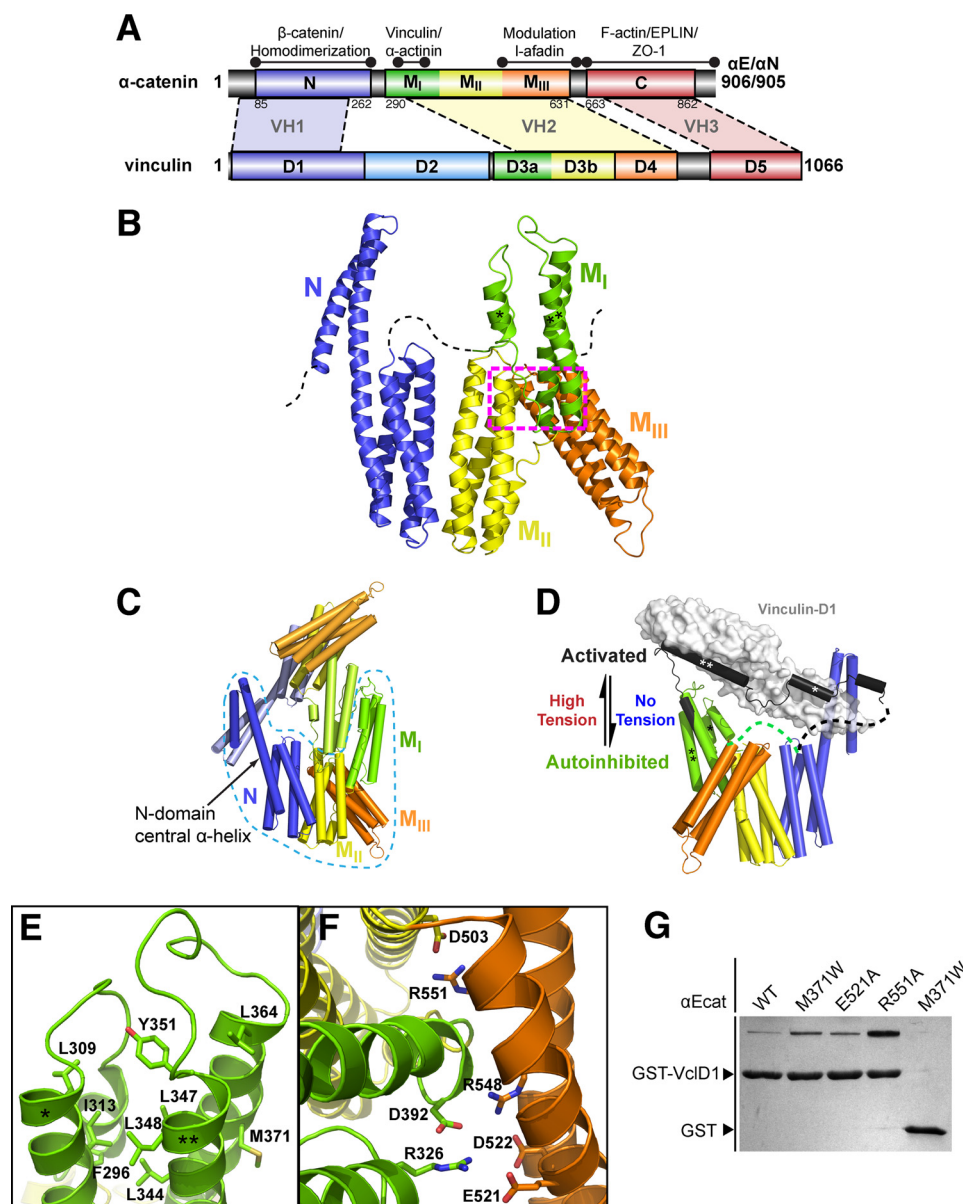 A
β-catenin/
Homodimerization
Vinculin/
α-actinin
Modulation
l-afadin
F-actin/EPLIN/
ZO-1
αE/αN
α-catenin 1 N MI MII MIII C 906/905
85 262 290 631 663 862
VH1 VH2 VH3
vinculin 1 D1 D2 D3a D3b D4 D5 1066
B
N
MI
* **
MIII
MII
C
MI
N
N-domain
central α-helix
MII
MIII
D
Vinculin-D1
Activated
** *
High
Tension
No
Tension
Autoinhibited
*
**
E
Y351
L364
L309
* I313 L347
L348 **
M371
F296
L344
F
D503
R551
R548
D392
D522
R326
E521
G
αEcat
WT
M371W
E521A
R551A
M371W
GST-VclD1
GST